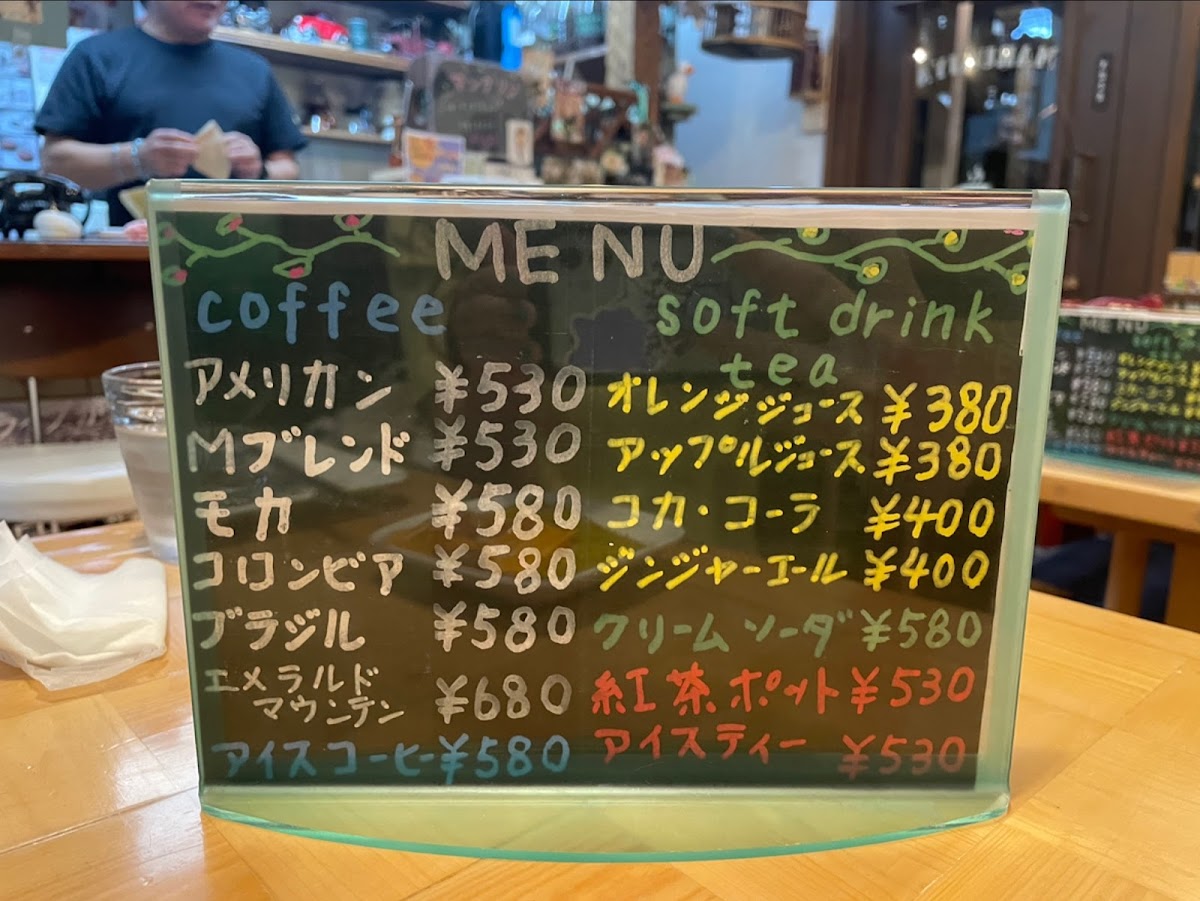 MENU
coffee
アメリカン ¥530
Mブレンド ¥530
モカ ¥580
コロンビア ¥580
ブラジル ¥580
エメラルド
マウンテン ¥680
アイスコーヒー ¥580
soft drink
tea
オレンジジュース ¥380
アップルジュース ¥380
コカ・コーラ ¥400
ジンジャーエール ¥400
クリームソーダ ¥580
紅茶ポット ¥530
アイスティー ¥530
MENU